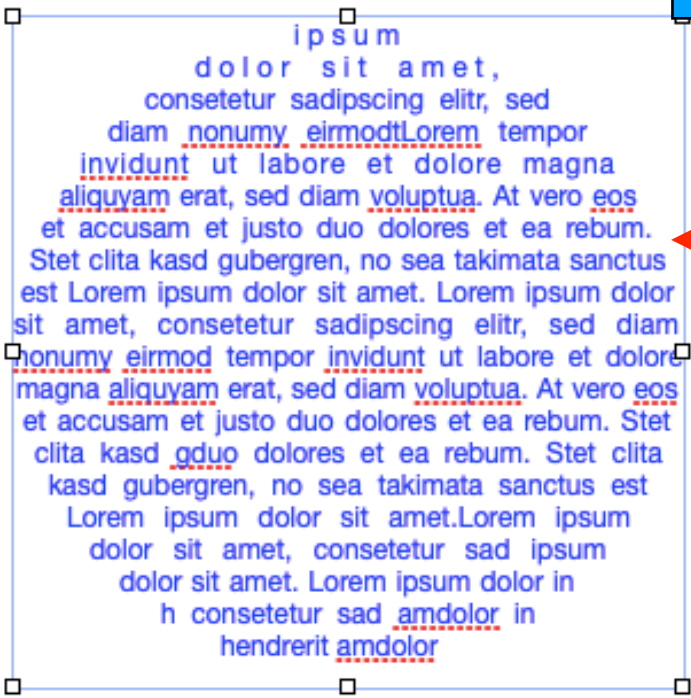 ipsum
dolor sit amet,
consetetur sadipscing elitr, sed
diam nonumy eirmodtLorem tempor
invidunt ut labore et dolore magna
aliquyam erat, sed diam voluptua. At vero eos
et accusam et justo duo dolores et ea rebum.
Stet clita kasd gubergren, no sea takimata sanctus
est Lorem ipsum dolor sit amet. Lorem ipsum dolor
sit amet, consetetur sadipscing elitr, sed diam
nonumy eirmod tempor invidunt ut labore et dolore
magna aliquyam erat, sed diam voluptua. At vero eos
et accusam et justo duo dolores et ea rebum. Stet
clita kasd gduo dolores et ea rebum. Stet clita
kasd gubergren, no sea takimata sanctus est
Lorem ipsum dolor sit amet.Lorem ipsum
dolor sit amet, consetetur sad ipsum
dolor sit amet. Lorem ipsum dolor in
h consetetur sad amdolor in
hendrerit amdolor